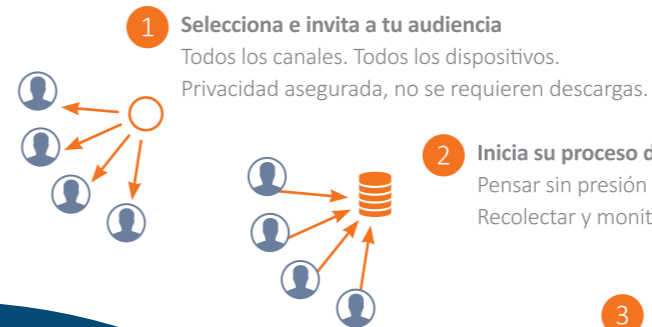 1 Selecciona e invita a tu audiencia
Todos los canales. Todos los dispositivos.
Privacidad asegurada, no se requieren descargas.
2 Inicia su proceso
Pensar sin presión
Recolectar y
3